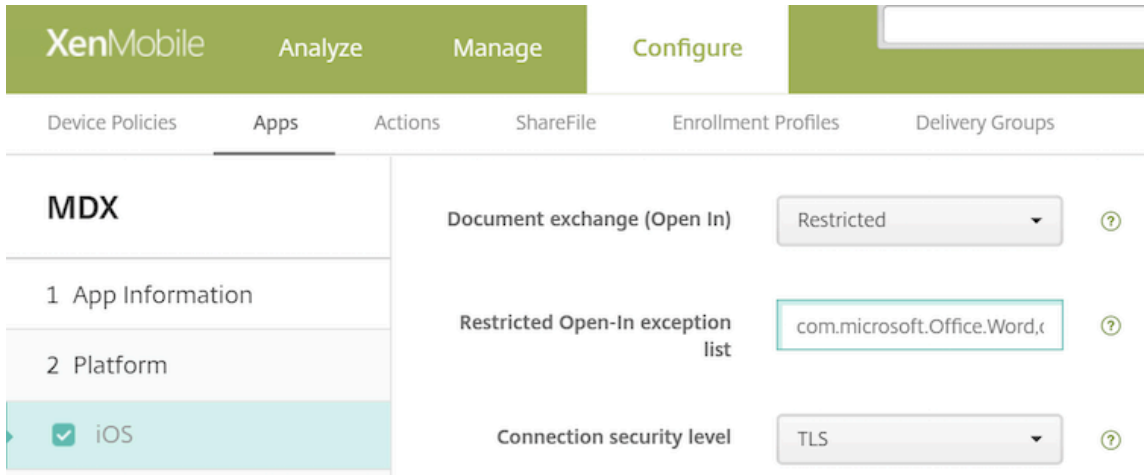 XenMobile Analyze Manage Configure
Device Policies Apps Actions ShareFile Enrollment Profiles Delivery Groups
MDX
1 App Information
2 Platform
iOS
Document exchange (Open In) Restricted ?
Restricted Open-In exception
list
com.microsoft.Office.Word,c ?
Connection security level TLS ?